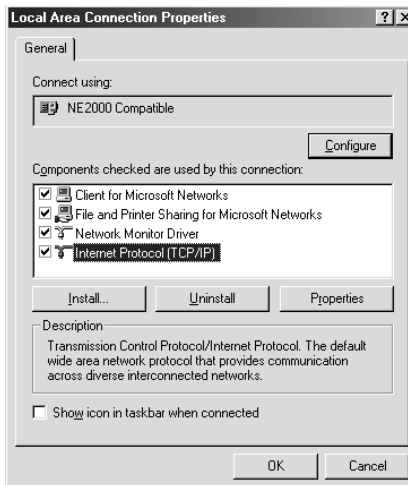 Local Area Connection Properties
General
Connect using:
NE2000 Compatible
Configure
Components checked are used by this connection:
Client for Microsoft Networks
File and Printer Sharing for Microsoft Networks
Network Monitor Driver
Internet Protocol (TCP/IP)
Install... Uninstall Properties
Description
Transmission Control Protocol/Internet Protocol. The default
wide area network protocol that provides communication
across diverse interconnected networks.
Show icon in taskbar when connected
OK Cancel